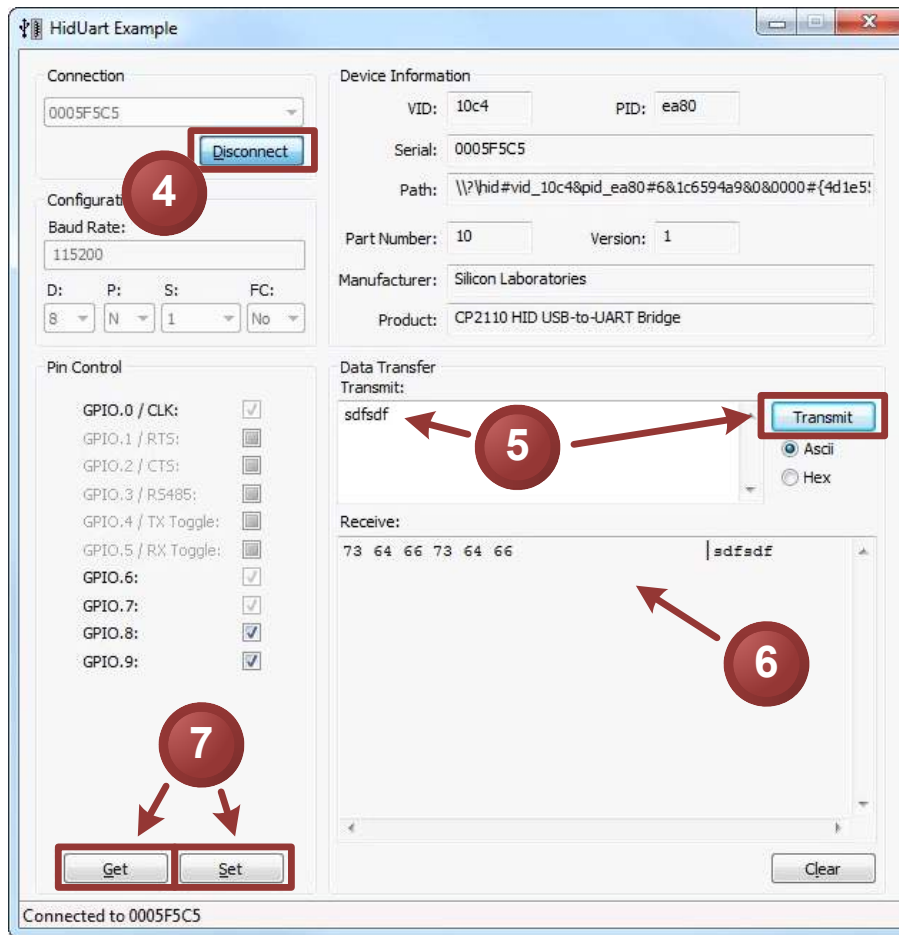 HidUart Example
Connection
0005F5C5
Disconnect
4
Configurati
Baud Rate:
115200
D: P: S: FC:
8 N 1 No
Device Information
VID: 10c4 PID: ea80
Serial: 0005F5C5
Path: \\?\hid#vid_10c4&pid_ea80#6&1c6594a9&0&0000#{4d1e55
Part Number: 10 Version: 1
Manufacturer: Silicon Laboratories
Product: CP2110 HID USB-to-UART Bridge
Pin Control
GPIO.0 / CLK:
GPIO.1 / RTS:
GPIO.2 / CTS:
GPIO.3 / RS485:
GPIO.4 / TX Toggle:
GPIO.5 / RX Toggle:
GPIO.6:
GPIO.7:
GPIO.8:
GPIO.9:
7
Get Set
Data Transfer
Transmit:
sdfsdf
5
Transmit
Ascii
Hex
Receive:
73 64 66 73 64 66 sdfsdf
6
Clear
Connected to 0005F5C5